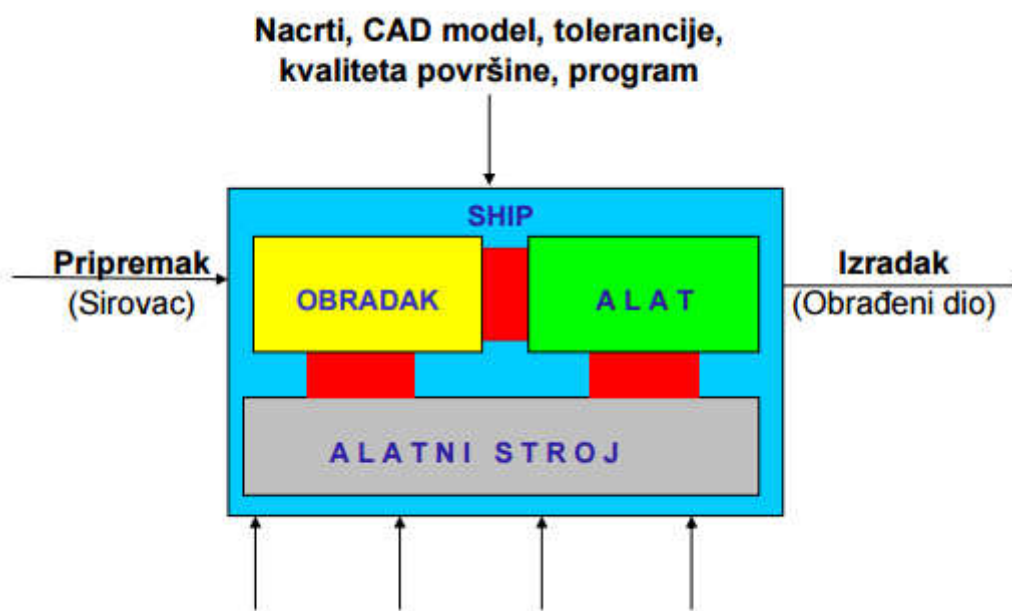 Nacrti, CAD model, tolerancije,
kvaliteta površine, program
SHIP
Pripremak
(Sirovac)
OBRADAK
A L A T
Izradak
(Obrađeni dio)
A L A T N I  S T R O J